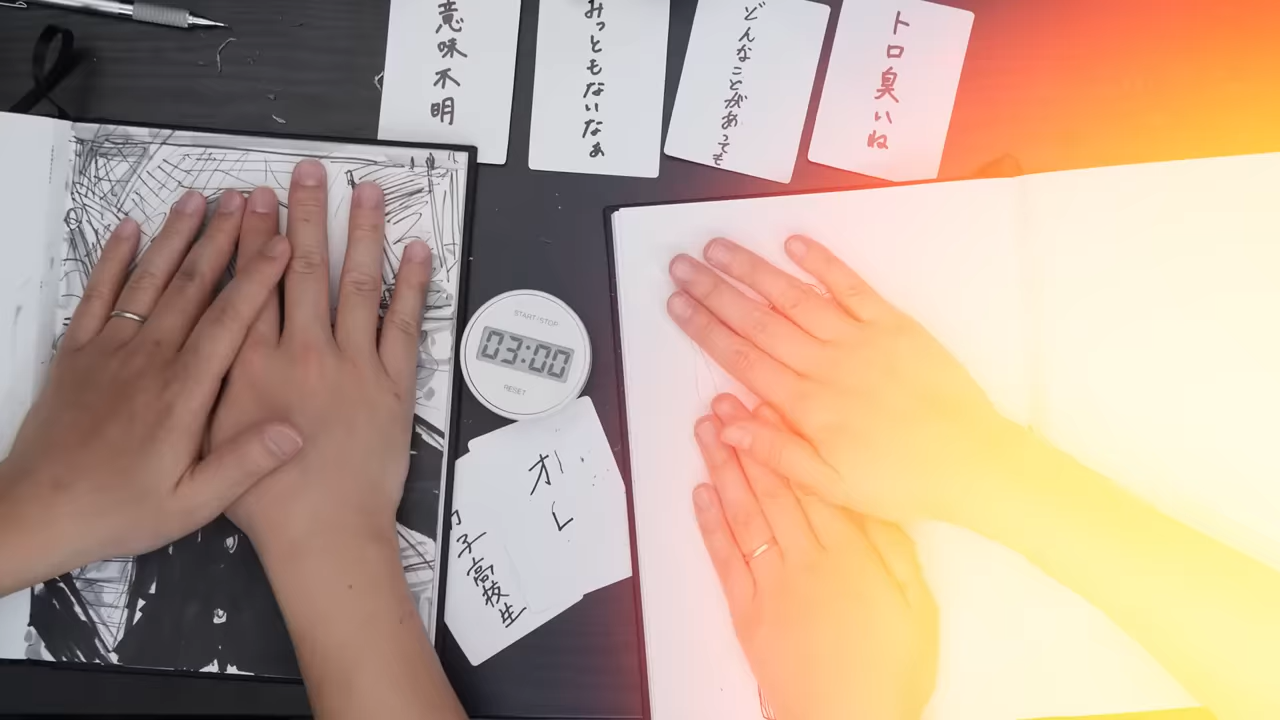 意味不明
みっともないなぁ
どんなことがあっても
トロ臭いね
START/STOP
03:00
RESET
オレ
男子高校生